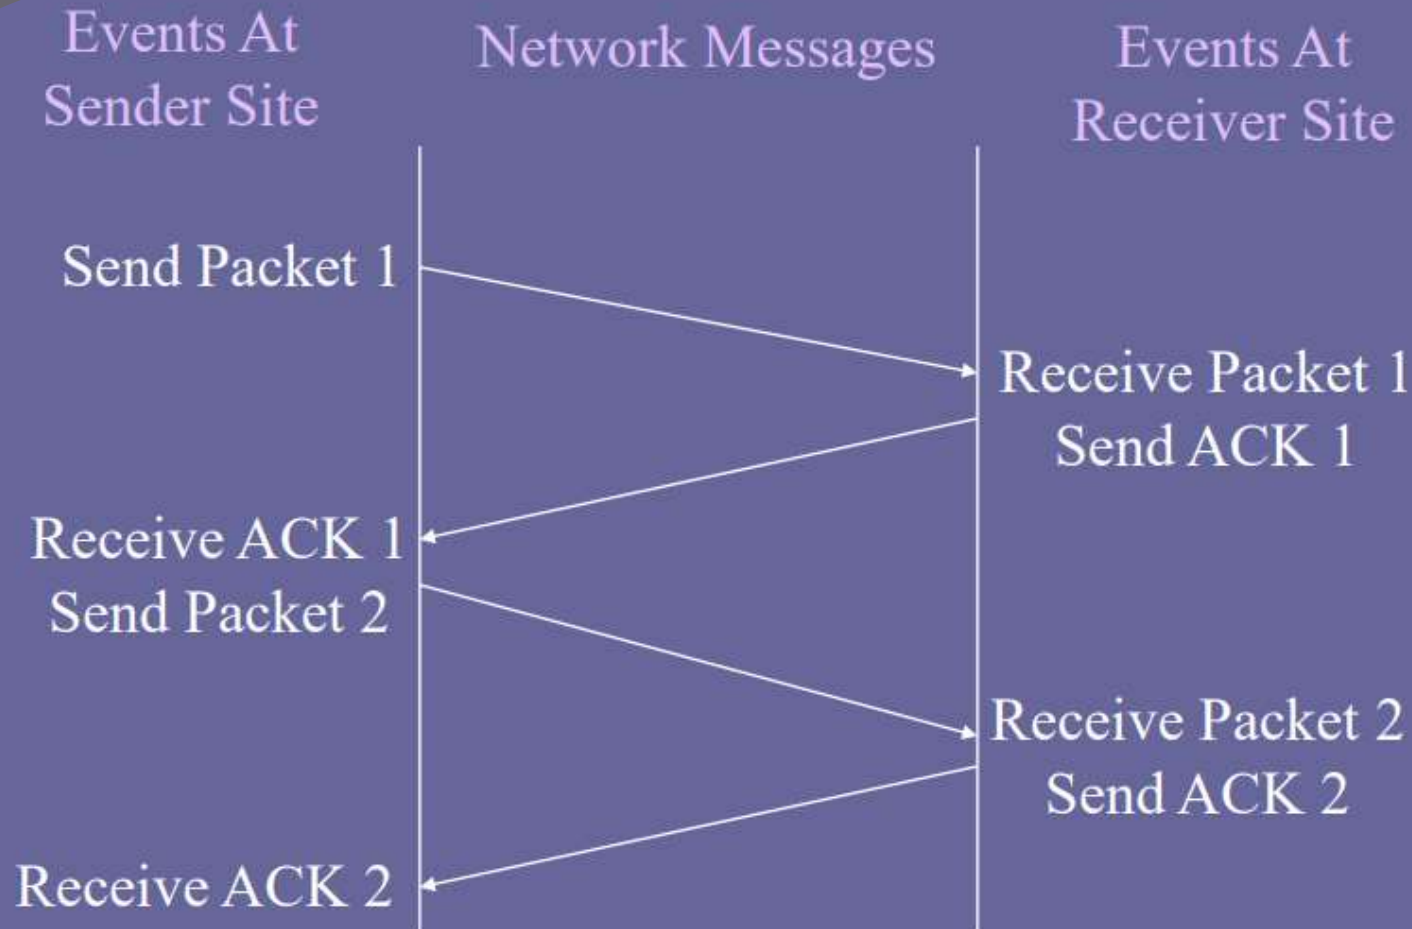 Events At
Sender Site
Network Messages
Events At
Receiver Site
Send Packet 1
Receive Packet 1
Send ACK 1
Receive ACK 1
Send Packet 2
Receive Packet 2
Send ACK 2
Receive ACK 2